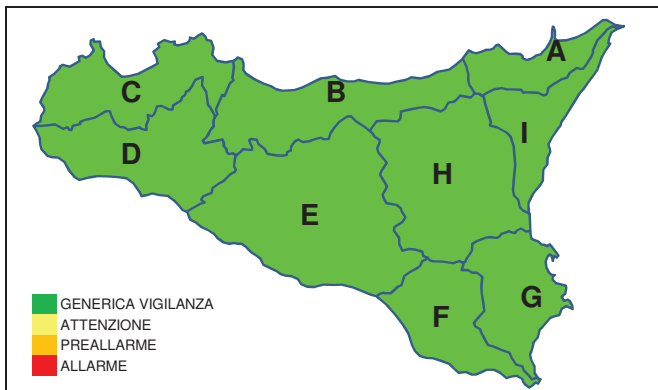 A
C
B
I
D
H
E
G
F
GENERICA VIGILANZA
ATTENZIONE
PREALLARME
ALLARME